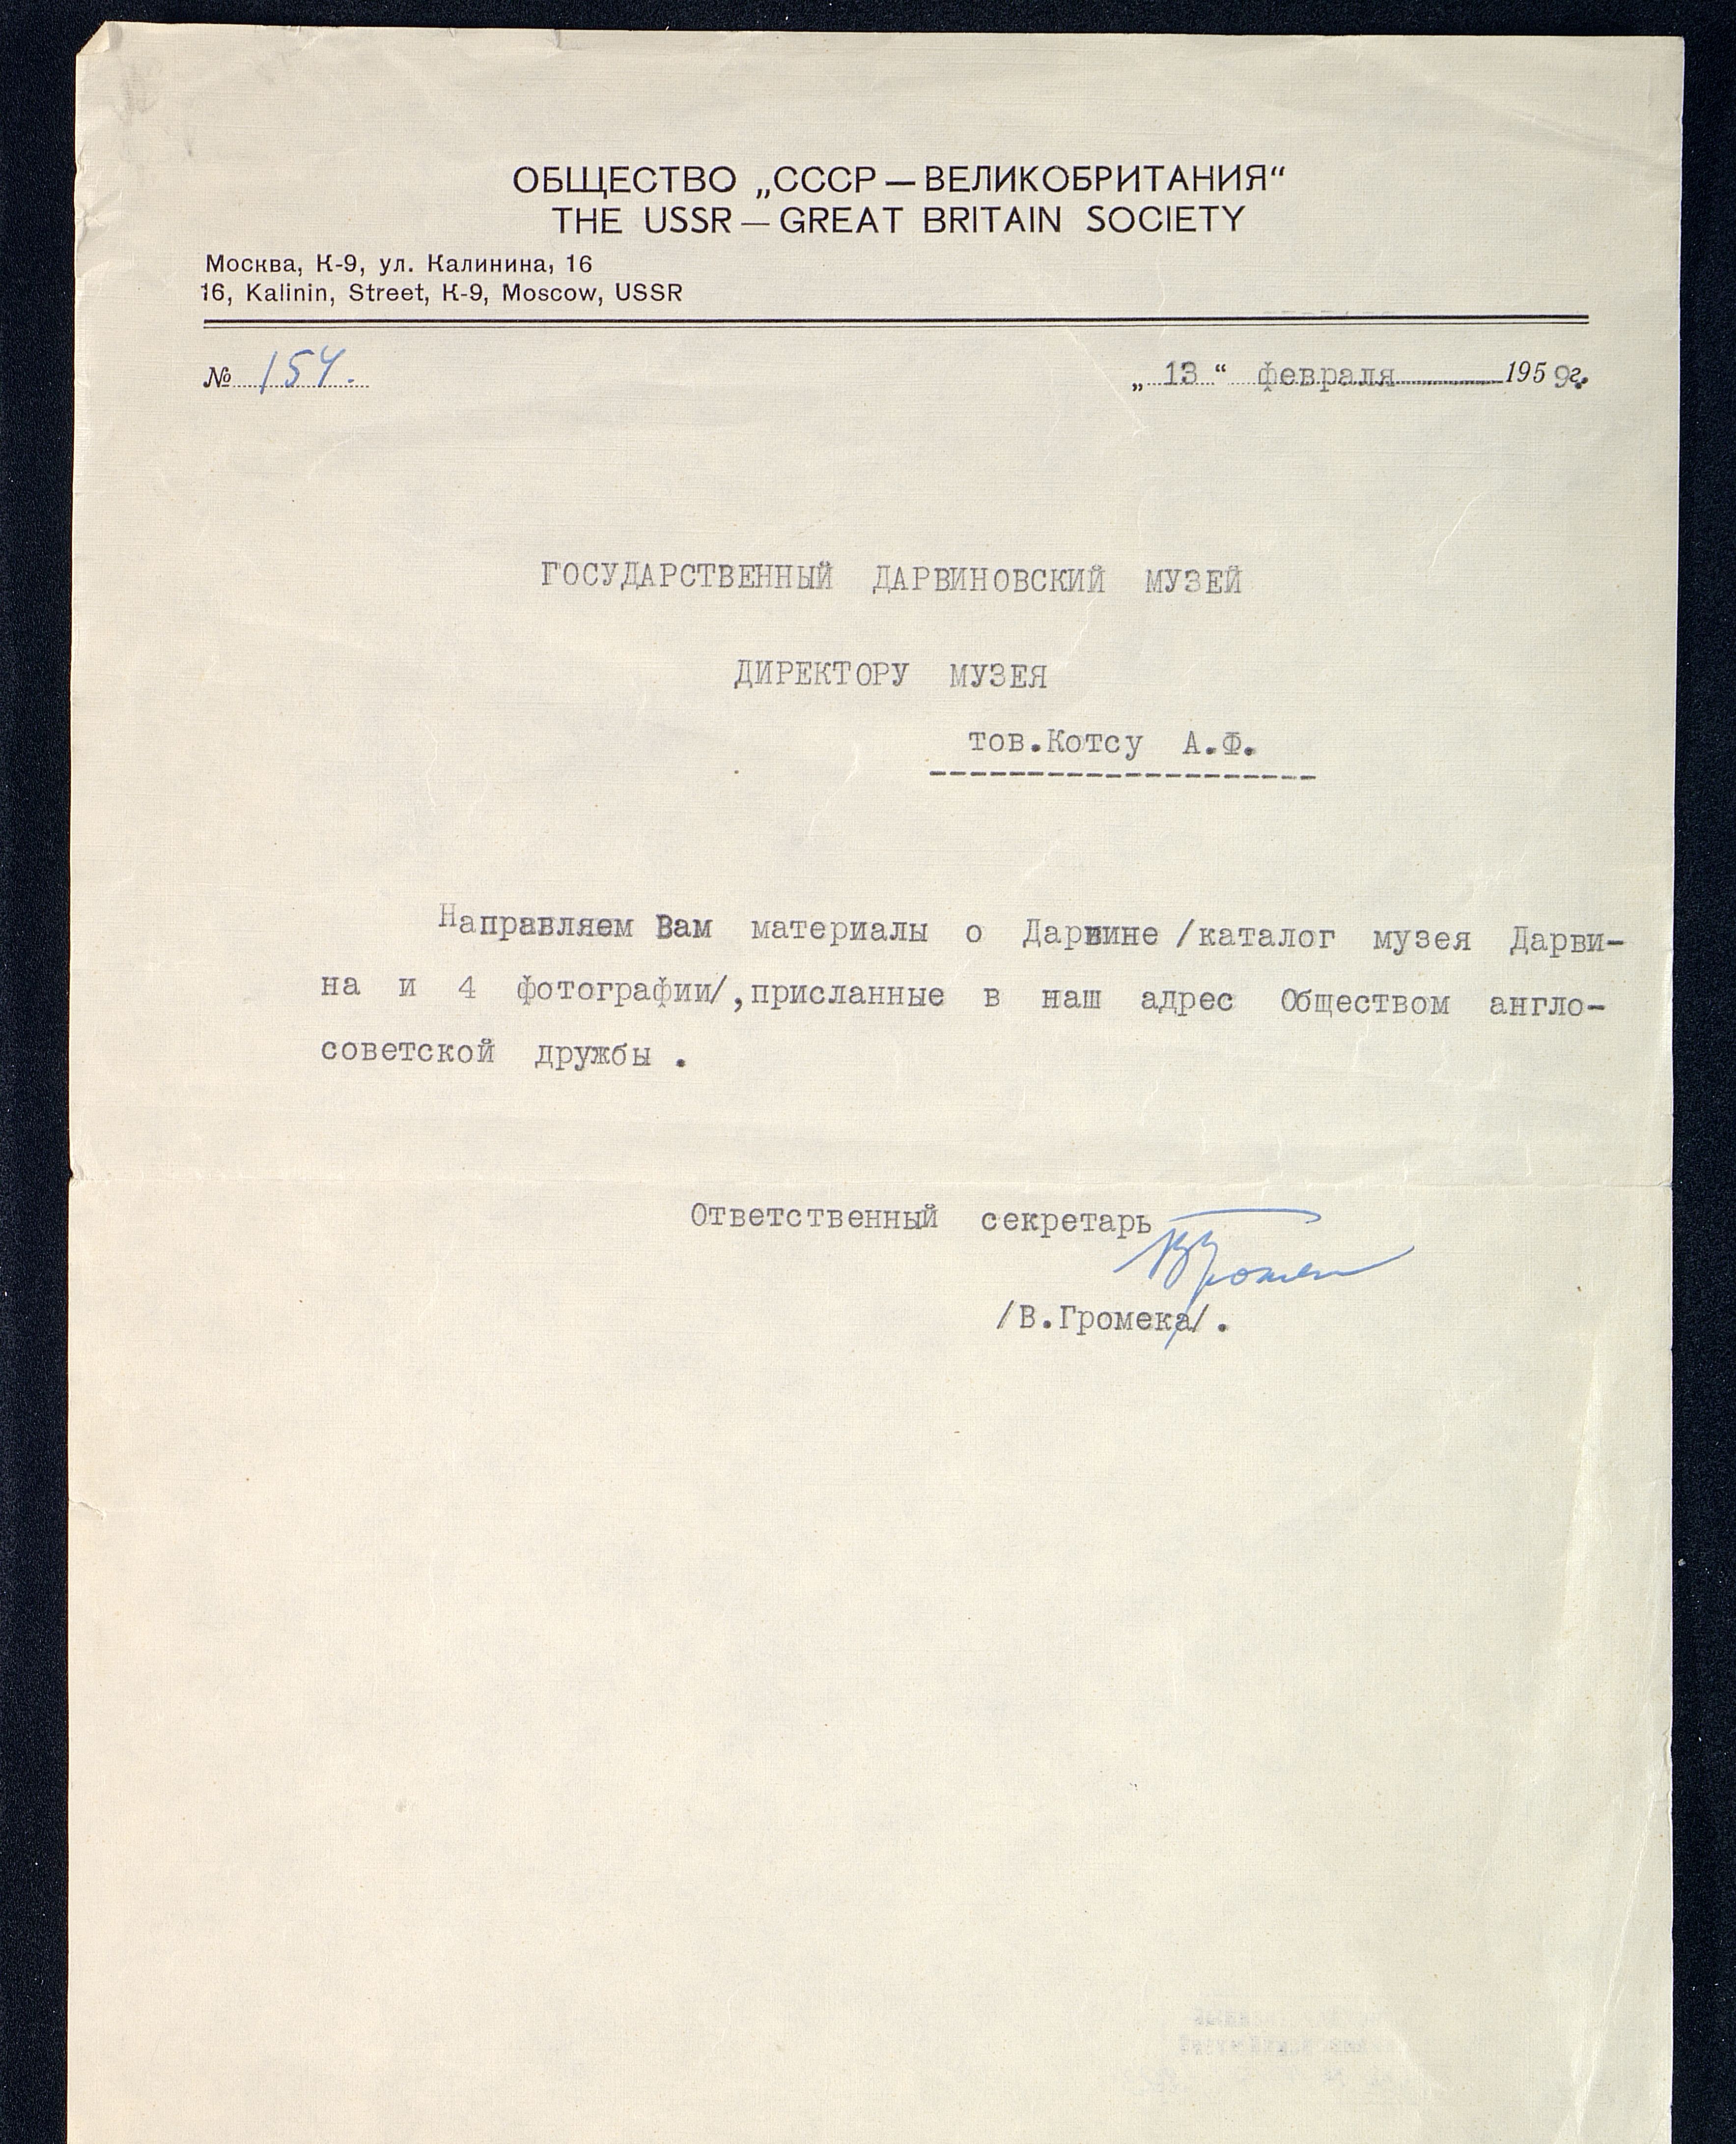 ОБЩЕСТВО „СССР — ВЕЛИКОБРИТАНИЯ“
THE USSR — GREAT BRITAIN SOCIETY
Москва, К-9, ул. Калинина, 16
16, Kalinin, Street, К-9, Moscow, USSR
№ 154.
„ 13 “ февраля 1959г.
ГОСУДАРСТВЕННЫЙ ДАРВИНОВСКИЙ МУЗЕЙ
ДИРЕКТОРУ МУЗЕЯ
тов.Котсу А.Ф.
Направляем Вам материалы о Дарвине /каталог музея Дарви-
на и 4 фотографии/,присланные в наш адрес Обществом англо-
советской дружбы .
Ответственный секретарь
/В.Громека/.